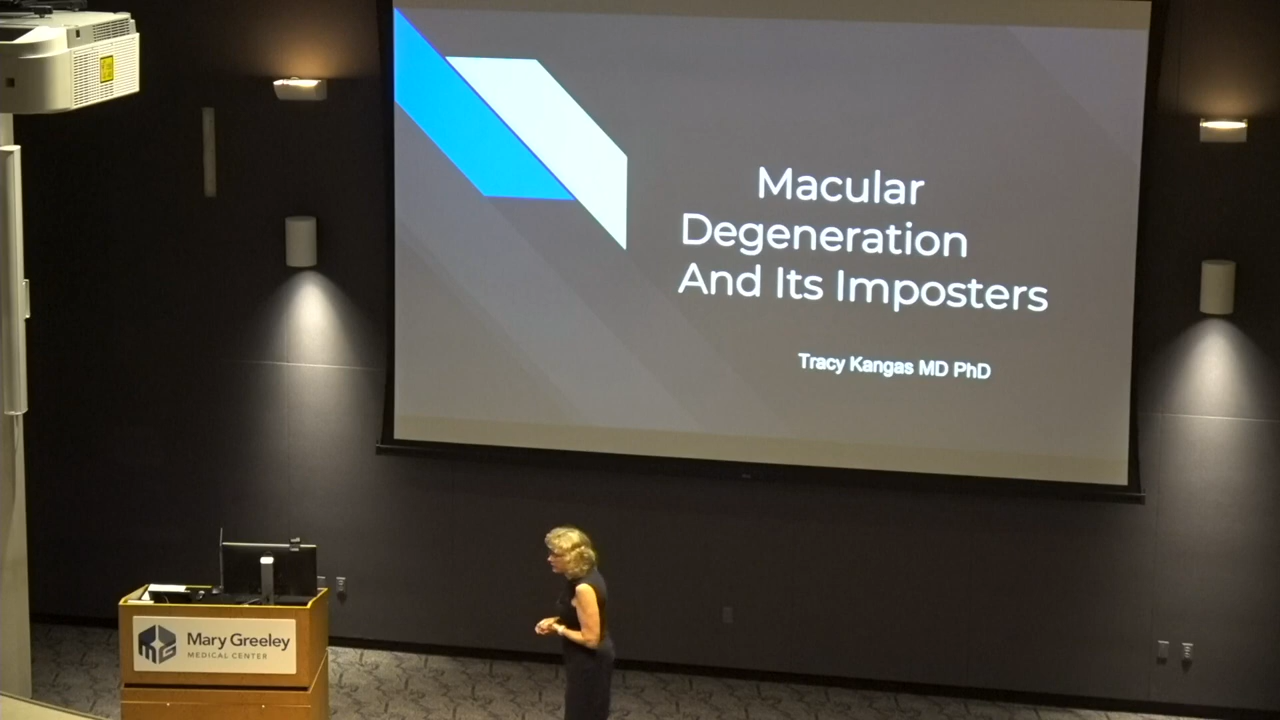 Macular
Degeneration
And Its Imposters
Tracy Kangas MD PhD
Mary Greeley
MEDICAL CENTER